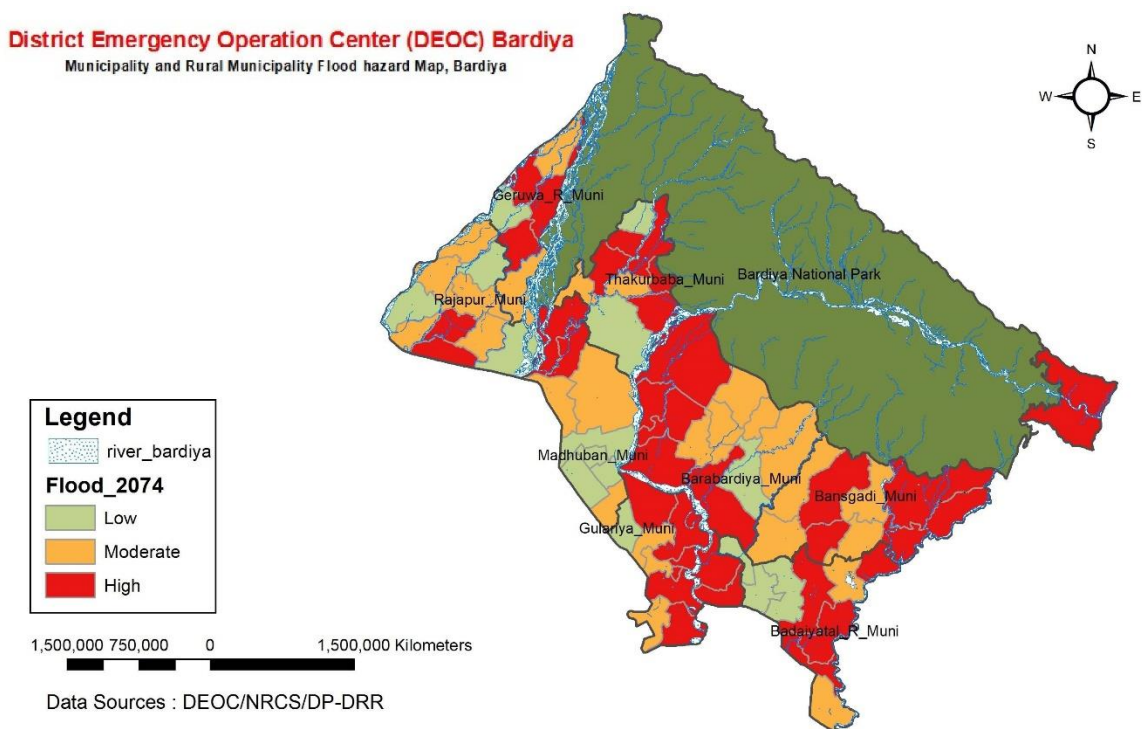 District Emergency Operation Center (DEOC) Bardiya
Municipality and Rural Municipality Flood hazard Map, Bardiya
N
W E
S
Geruwa_R_Muni
Thakurbaba_Muni
Bardiya National Park
Rajapur_Muni
Madhuban_Muni
Barabardiya_Muni
Bansgadi_Muni
Gulariya_Muni
Badaiyatal_R_Muni
Legend
river_bardiya
Flood_2074
Low
Moderate
High
1,500,000 750,000 0 1,500,000 Kilometers
Data Sources : DEOC/NRCS/DP-DRR